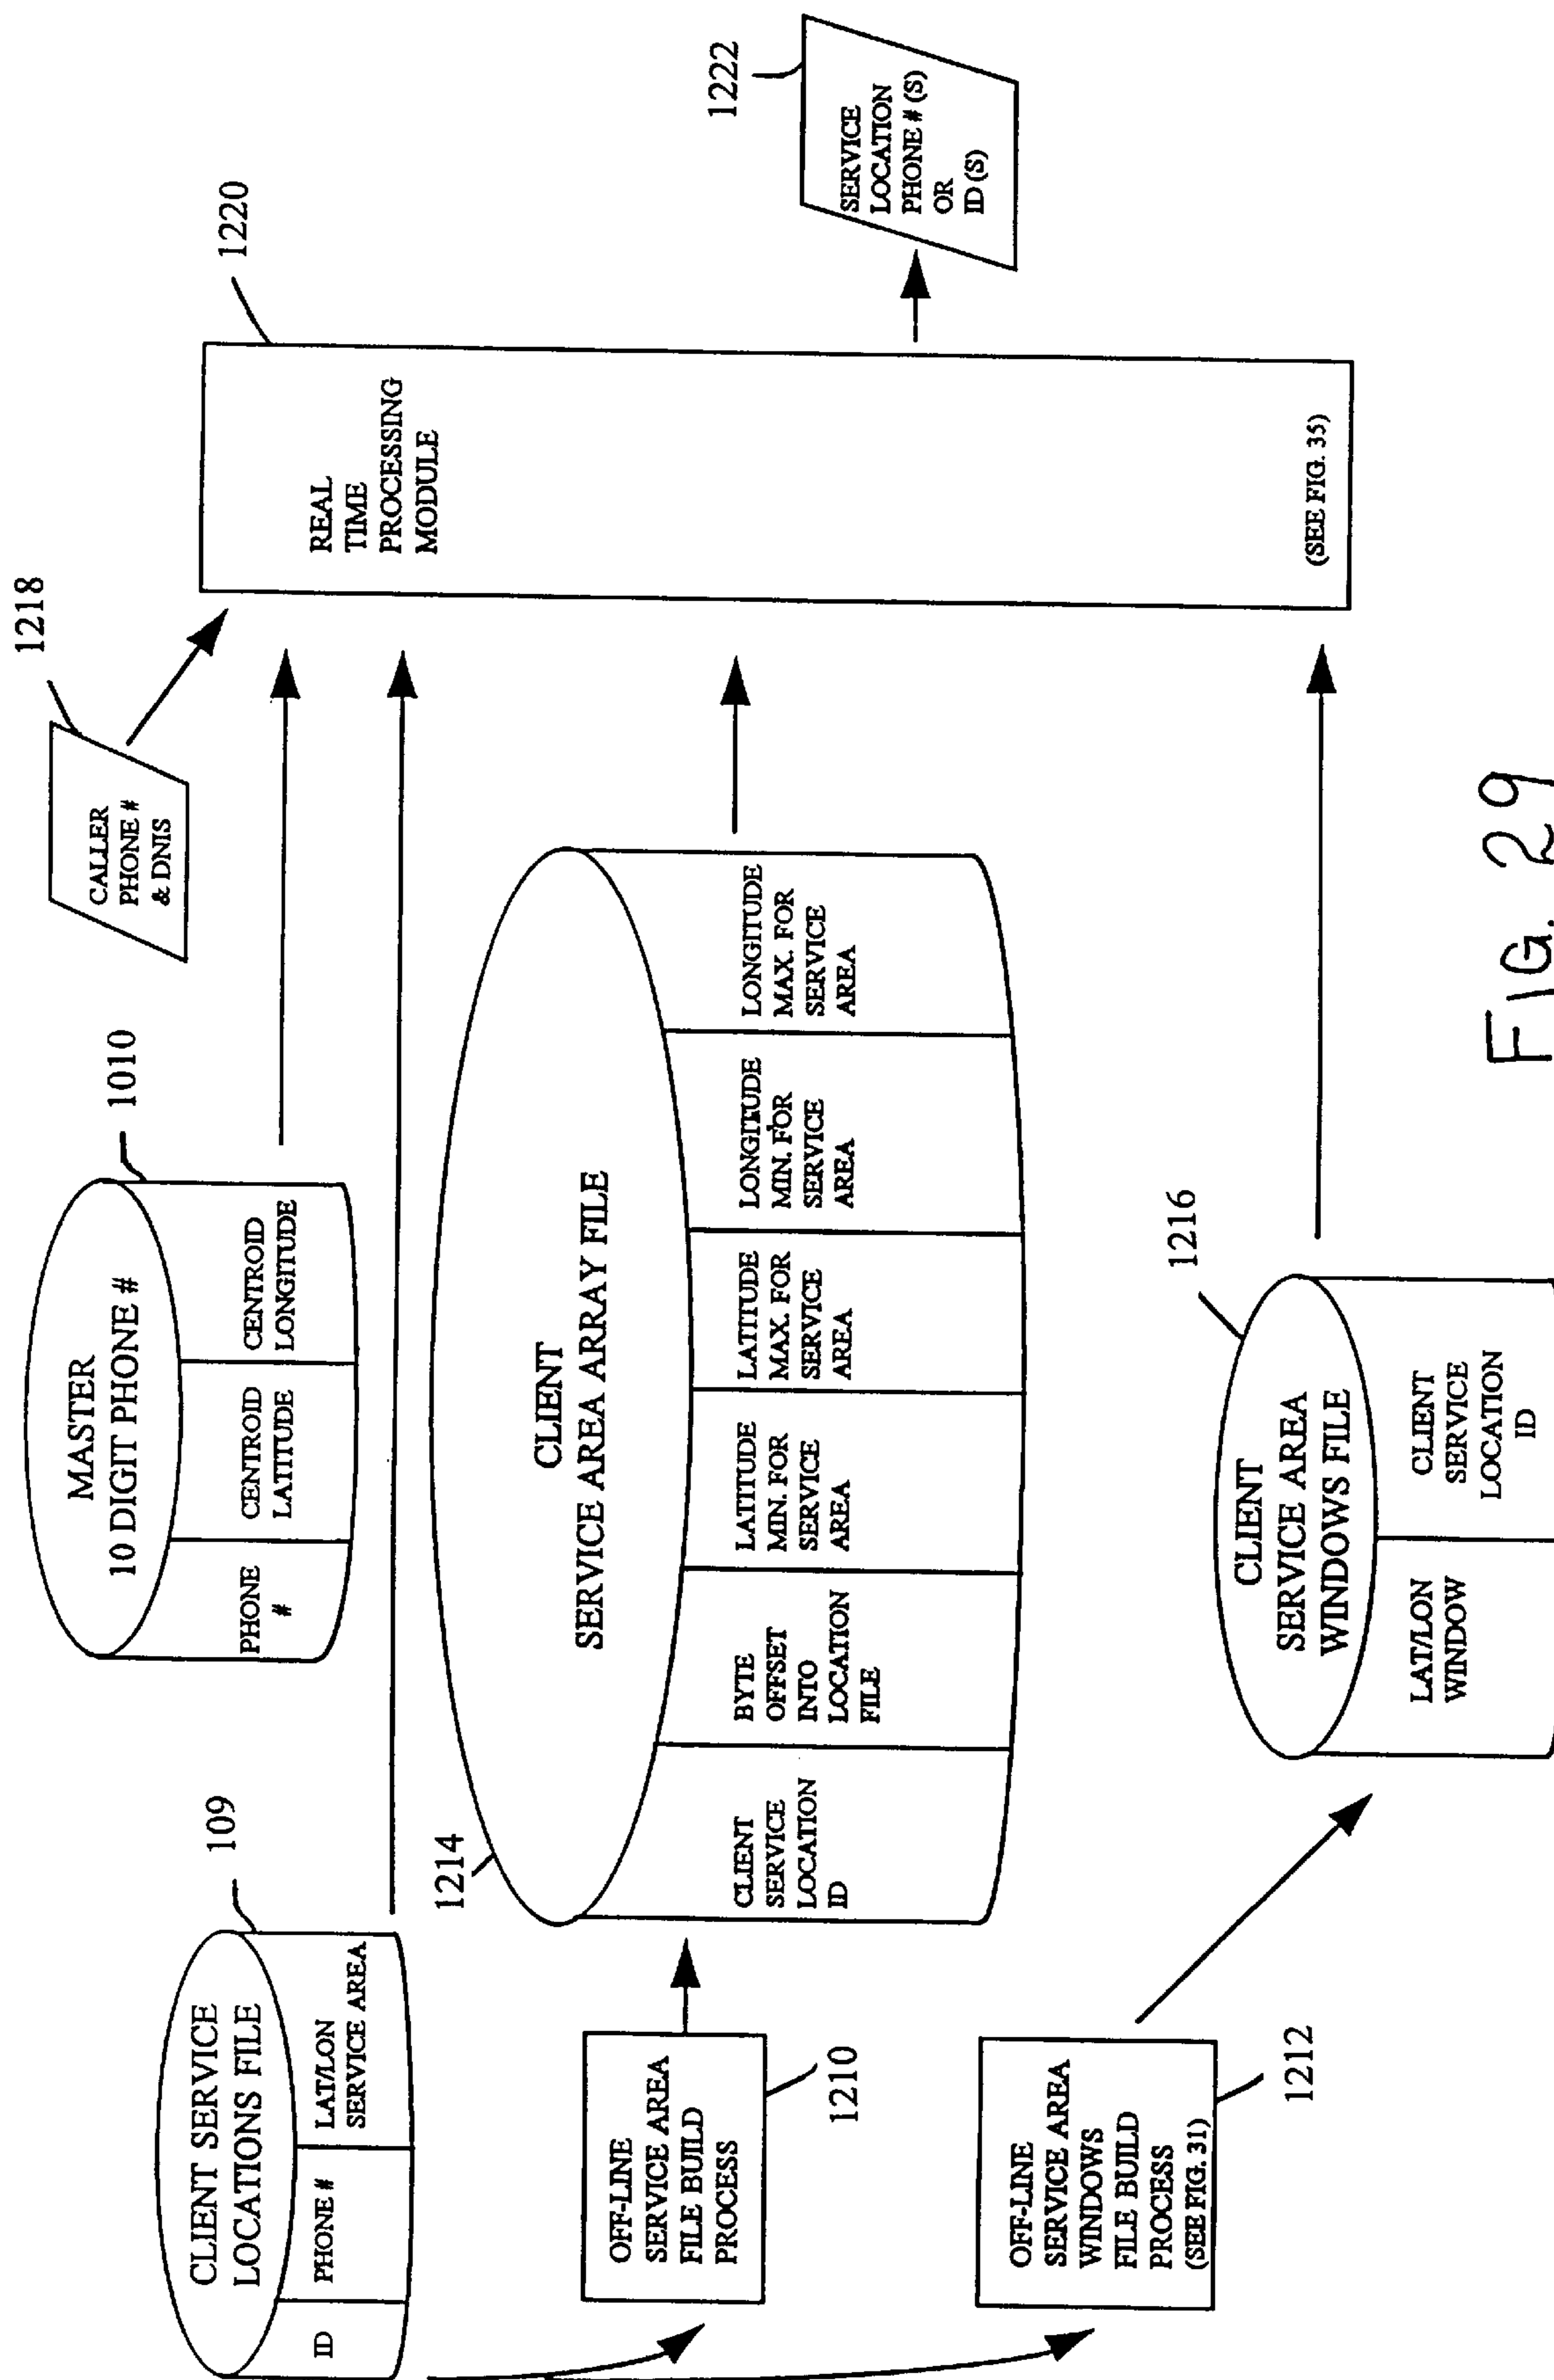 CLIENT SERVICE
LOCATIONS FILE
ID
PHONE #
LAT/LON
SERVICE AREA
109
MASTER
10 DIGIT PHONE #
PHONE
#
CENTROID
LATITUDE
CENTROID
LONGITUDE
1010
CALLER
PHONE #
& DNIS
1218
OFF-LINE
SERVICE AREA
FILE BUILD
PROCESS
1210
1214
CLIENT
SERVICE AREA ARRAY FILE
CLIENT
SERVICE
LOCATION
ID
BYTE
OFFSET
INTO
LOCATION
FILE
LATITUDE
MIN. FOR
SERVICE
AREA
LATITUDE
MAX. FOR
SERVICE
AREA
LONGITUDE
MIN. FOR
SERVICE
AREA
LONGITUDE
MAX. FOR
SERVICE
AREA
OFF-LINE
SERVICE AREA
WINDOWS
FILE BUILD
PROCESS
(SEE FIG. 31)
1212
CLIENT
SERVICE AREA
WINDOWS FILE
LAT/LON
WINDOW
CLIENT
SERVICE
LOCATION
ID
1216
REAL
TIME
PROCESSING
MODULE
(SEE FIG. 35)
1220
SERVICE
LOCATION
PHONE # (S)
OR
ID (S)
1222
FIG. 29